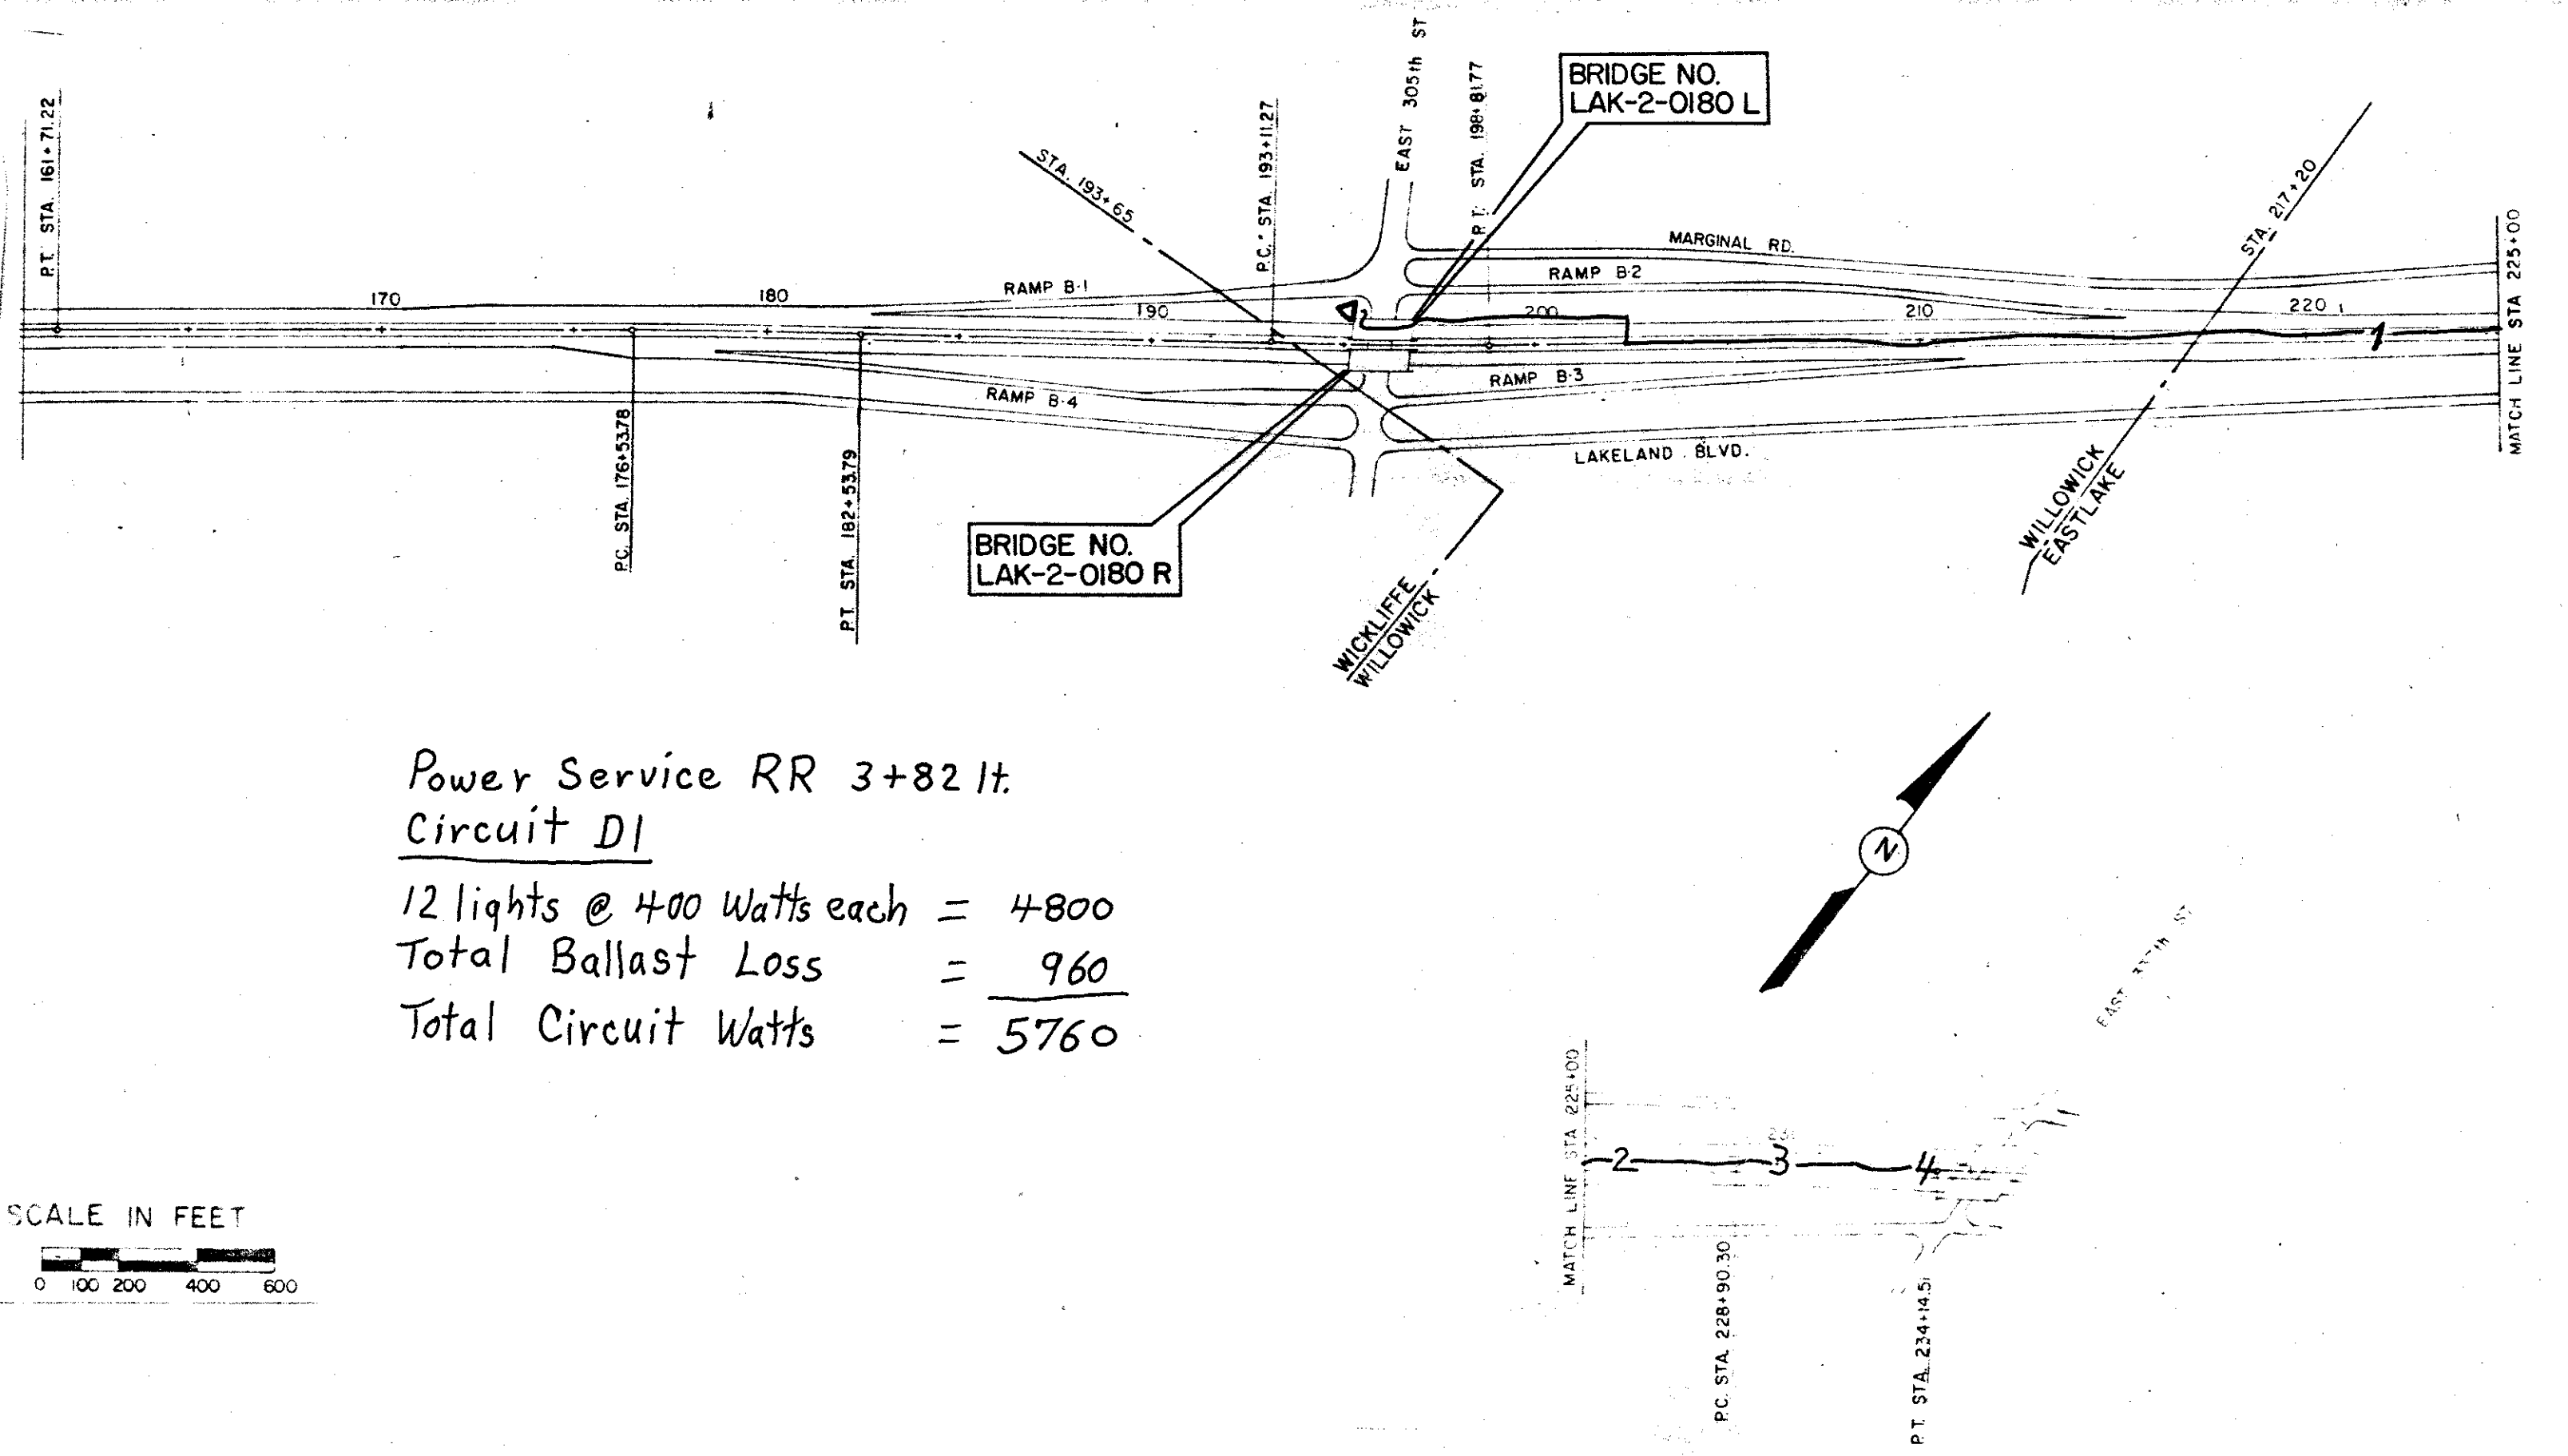 P.T. STA. 161+71.22
170
P.C. STA. 176+53.78
180
P.T. STA. 182+53.79
RAMP B-1
RAMP B-4
190
STA. 193+65
P.C. STA. 193+11.27
EAST 305th ST
P.T. STA. 198+81.77
BRIDGE NO.
LAK-2-0180 L
MARGINAL RD.
RAMP B-2
200
210
220
1
STA. 217+20
MATCH LINE STA 225+00
RAMP B-3
LAKELAND BLVD.
BRIDGE NO.
LAK-2-0180 R
WICKLIFFE
WILLOWICK
WILLOWICK
EASTLAKE
Power Service RR 3+82 lt.
Circuit D1
12 lights @ 400 Watts each = 4800
Total Ballast Loss = 960
Total Circuit Watts = 5760
N
EAST ST
MATCH LINE STA 225+00
2 3 4
P.C. STA. 228+90.30
P.T. STA. 234+14.51
SCALE IN FEET
0 100 200 400 600